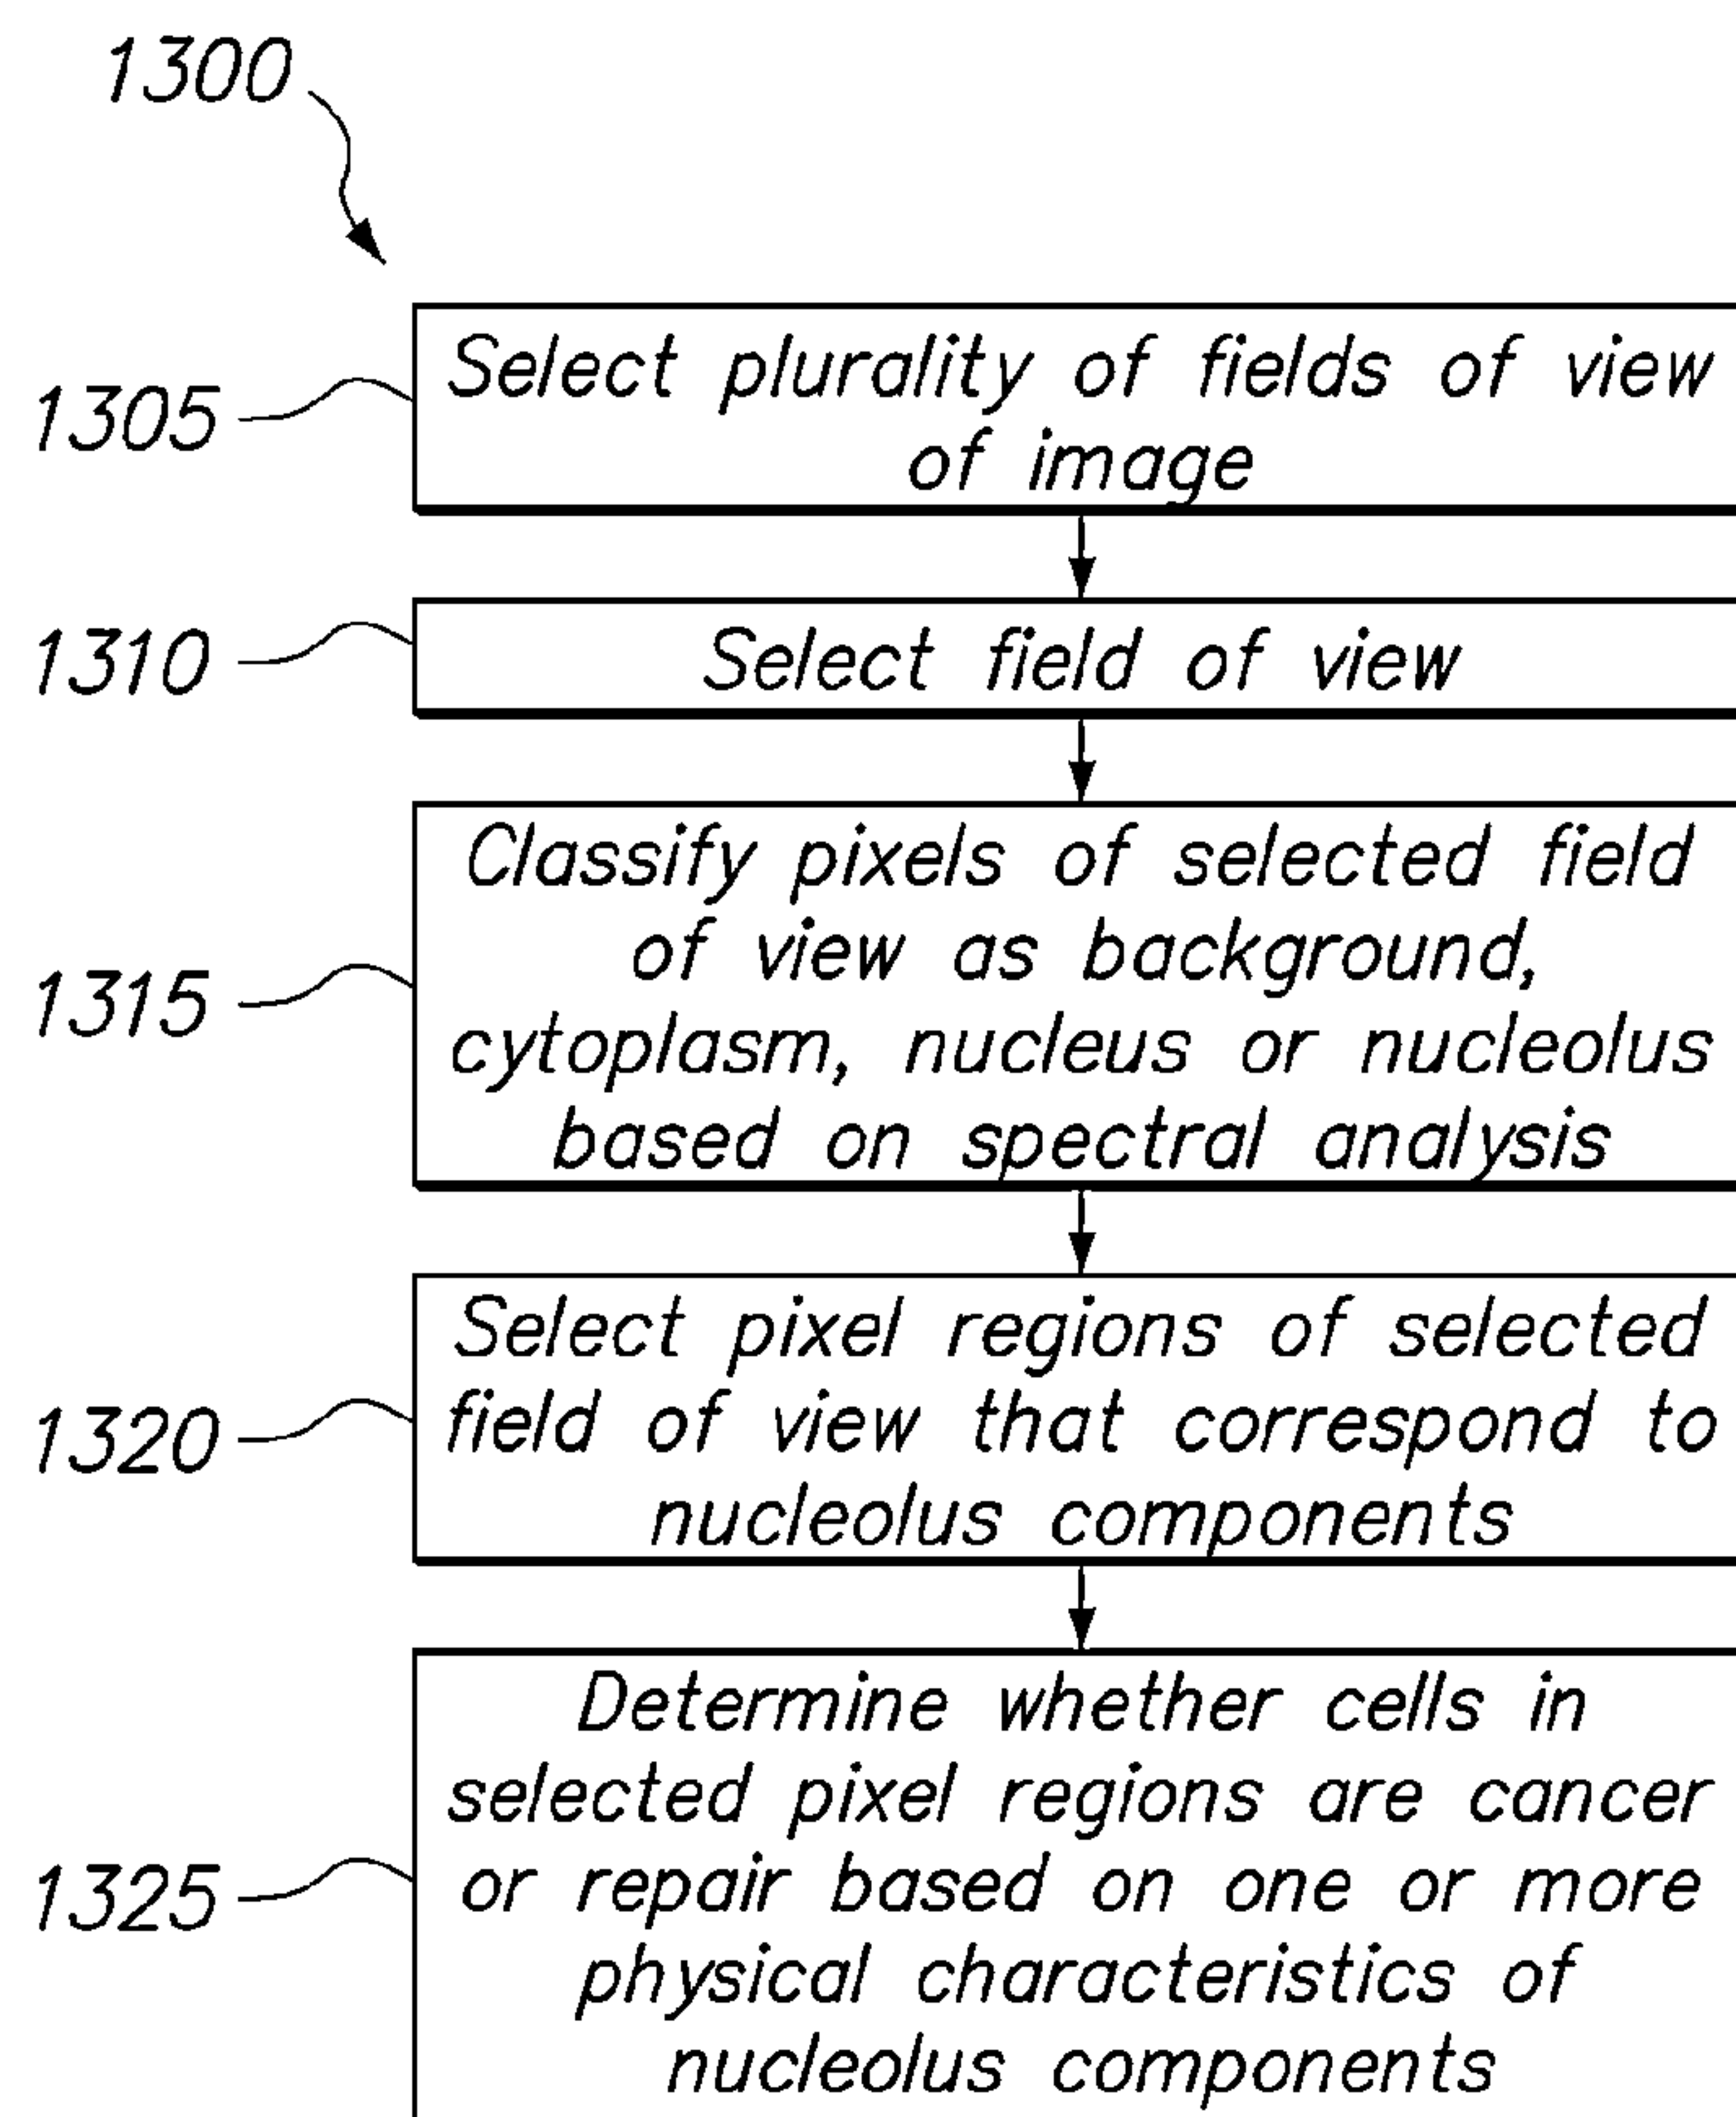 1300
1305
Select plurality of fields of view
of image
1310
Select field of view
1315
Classify pixels of selected field
of view as background,
cytoplasm, nucleus or nucleolus
based on spectral analysis
1320
Select pixel regions of selected
field of view that correspond to
nucleolus components
1325
Determine whether cells in
selected pixel regions are cancer
or repair based on one or more
physical characteristics of
nucleolus components